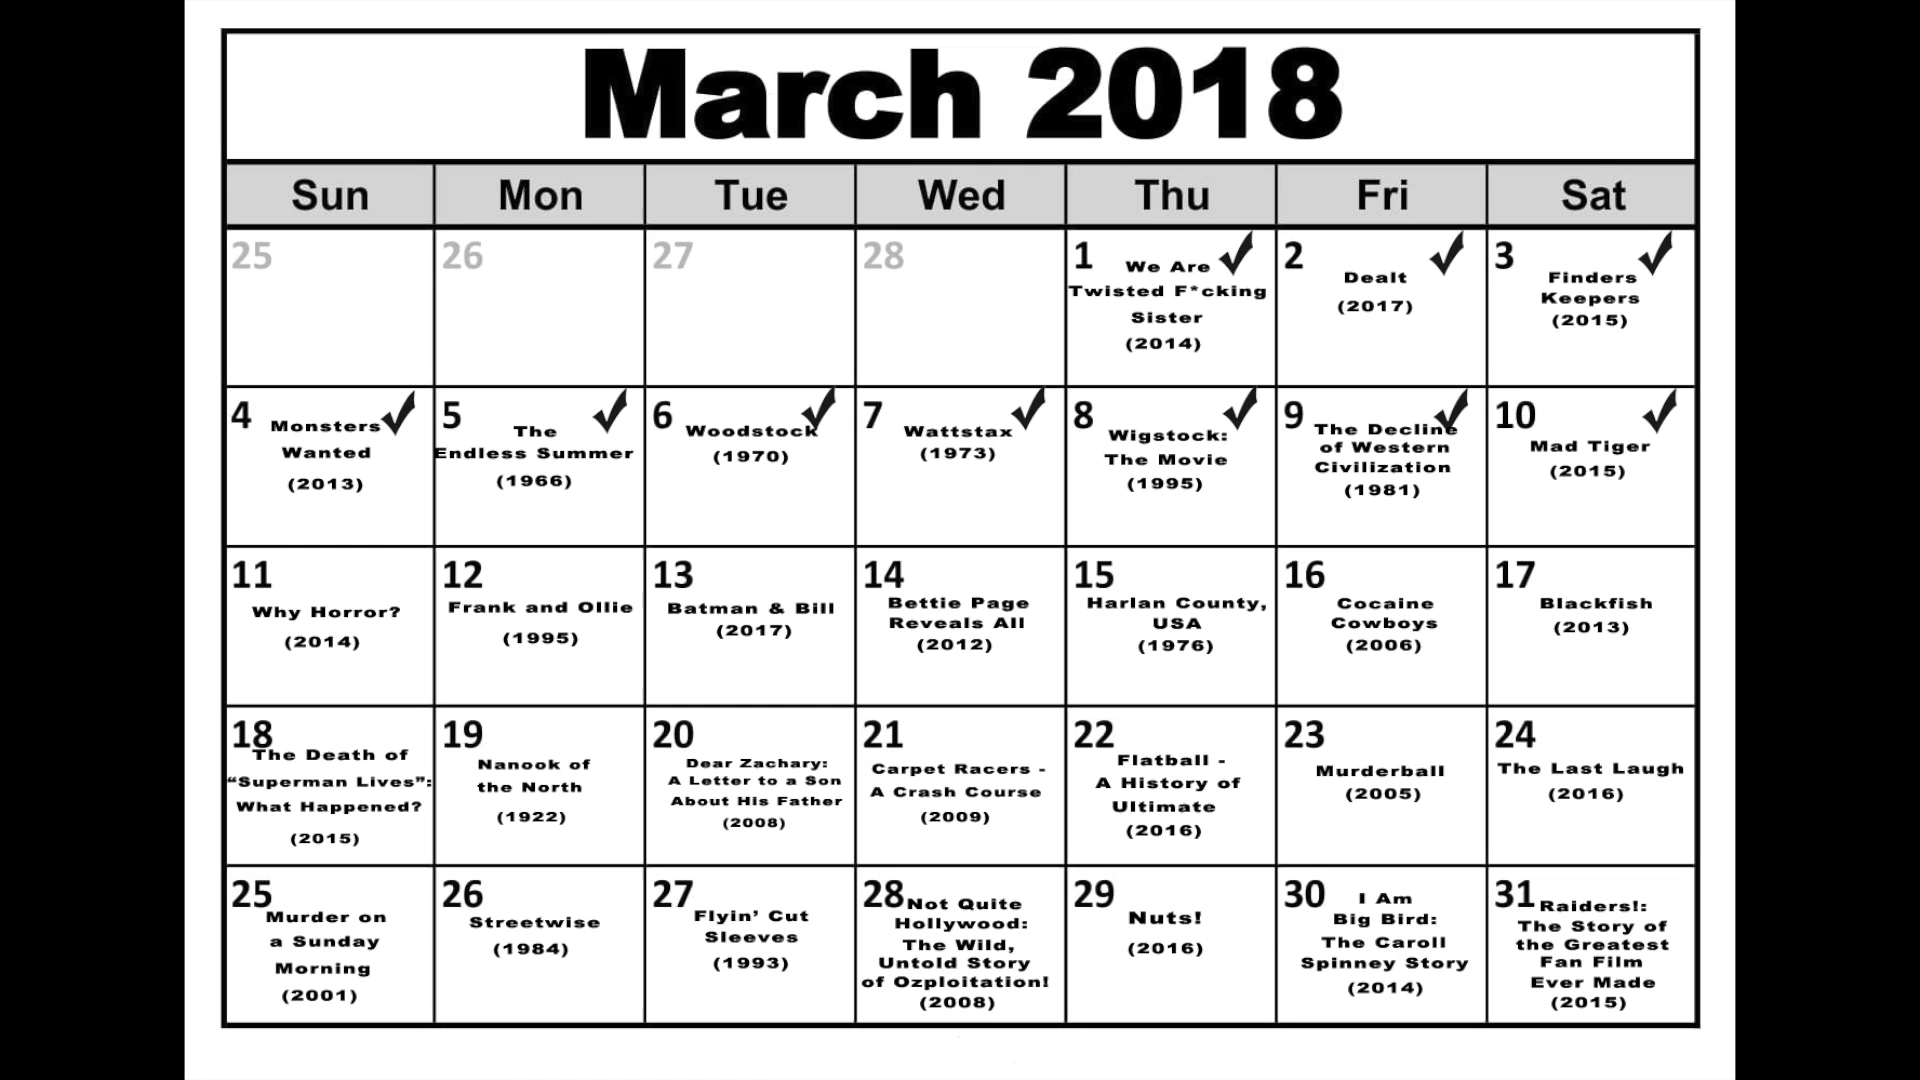 March 2018
Sun Mon Tue Wed Thu Fri Sat
25
26
27
28
1
We Are
Twisted F*cking
Sister
(2014)
2
Dealt
(2017)
3
Finders
Keepers
(2015)
4
Monsters
Wanted
(2013)
5
The
Endless Summer
(1966)
6
Woodstock
(1970)
7
Wattstax
(1973)
8
Wigstock:
The Movie
(1995)
9
The Decline
of Western
Civilization
(1981)
10
Mad Tiger
(2015)
11
Why Horror?
(2014)
12
Frank and Ollie
(1995)
13
Batman & Bill
(2017)
14
Bettie Page
Reveals All
(2012)
15
Harlan County,
USA
(1976)
16
Cocaine
Cowboys
(2006)
17
Blackfish
(2013)
18
The Death of
“Superman Lives”:
What Happened?
(2015)
19
Nanook of
the North
(1922)
20
Dear Zachary:
A Letter to a Son
About His Father
(2008)
21
Carpet Racers -
A Crash Course
(2009)
22
Flatball -
A History of
Ultimate
(2016)
23
Murderball
(2005)
24
The Last Laugh
(2016)
25
Murder on
a Sunday
Morning
(2001)
26
Streetwise
(1984)
27
Flyin’ Cut
Sleeves
(1993)
28
Not Quite
Hollywood:
The Wild,
Untold Story
of Ozploitation!
(2008)
29
Nuts!
(2016)
30
I Am
Big Bird:
The Caroll
Spinney Story
(2014)
31
Raiders!:
The Story of
the Greatest
Fan Film
Ever Made
(2015)